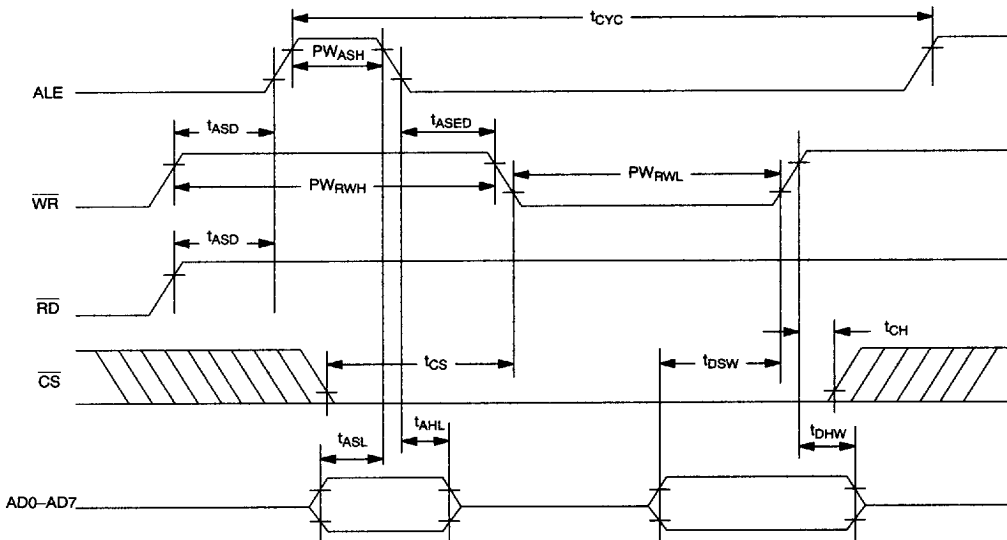 tCYC
PWASH
ALE
tASD
tASED
PWRWH
PWRWL
WR
tASD
RD
tCH
tCS
tDSW
CS
tASL
tAHL
tDHW
AD0–AD7